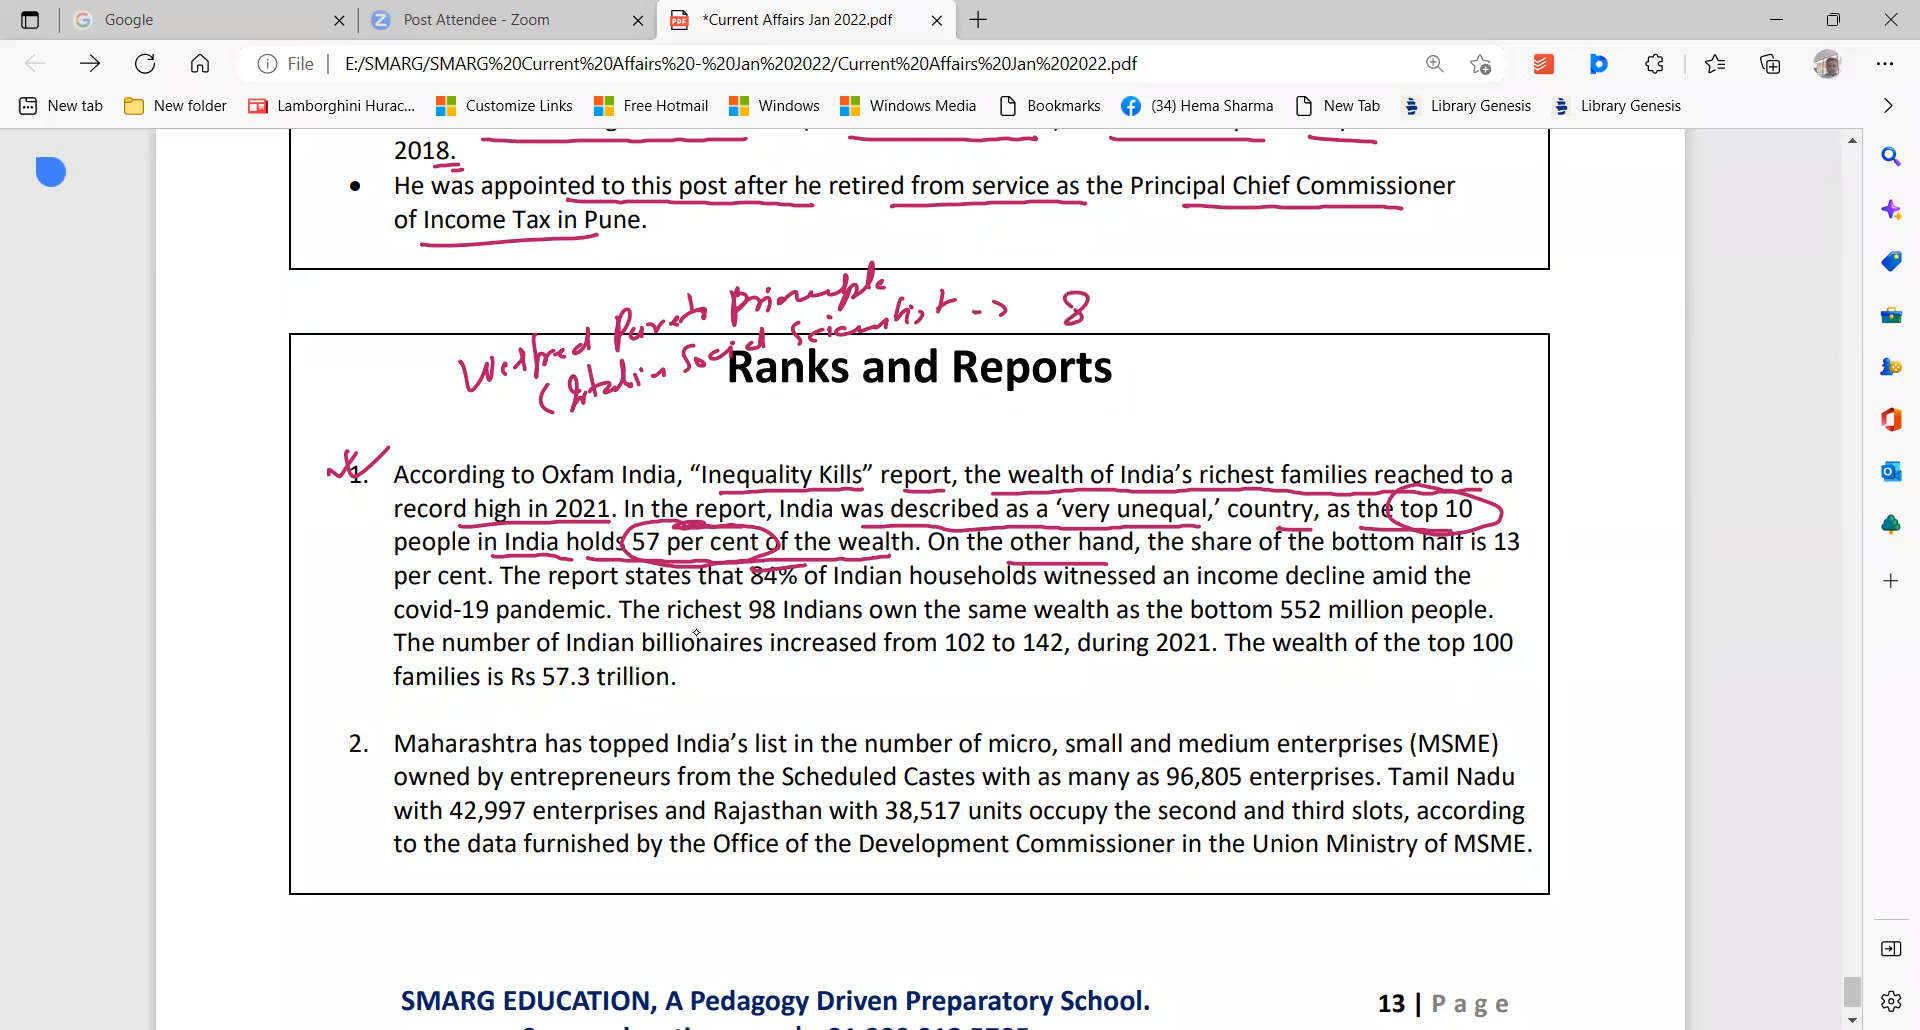 Google
Post Attendee - Zoom
*Current Affairs Jan 2022.pdf
File
E:/SMARG/SMARG%20Current%20Affairs%20-%20Jan%202022/Current%20Affairs%20Jan%202022.pdf
New tab
New folder
Lamborghini Hurac...
Customize Links
Free Hotmail
Windows
Windows Media
Bookmarks
(34) Hema Sharma
New Tab
Library Genesis
Library Genesis
2018.
• He was appointed to this post after he retired from service as the Principal Chief Commissioner
of Income Tax in Pune.
principle
Social Scientist -> 8
Ranks and Reports
1. According to Oxfam India, “Inequality Kills” report, the wealth of India’s richest families reached to a
record high in 2021. In the report, India was described as a ‘very unequal,’ country, as the top 10
people in India holds 57 per cent of the wealth. On the other hand, the share of the bottom half is 13
per cent. The report states that 84% of Indian households witnessed an income decline amid the
covid-19 pandemic. The richest 98 Indians own the same wealth as the bottom 552 million people.
The number of Indian billionaires increased from 102 to 142, during 2021. The wealth of the top 100
families is Rs 57.3 trillion.
2. Maharashtra has topped India’s list in the number of micro, small and medium enterprises (MSME)
owned by entrepreneurs from the Scheduled Castes with as many as 96,805 enterprises. Tamil Nadu
with 42,997 enterprises and Rajasthan with 38,517 units occupy the second and third slots, according
to the data furnished by the Office of the Development Commissioner in the Union Ministry of MSME.
SMARG EDUCATION, A Pedagogy Driven Preparatory School.
13 | Page